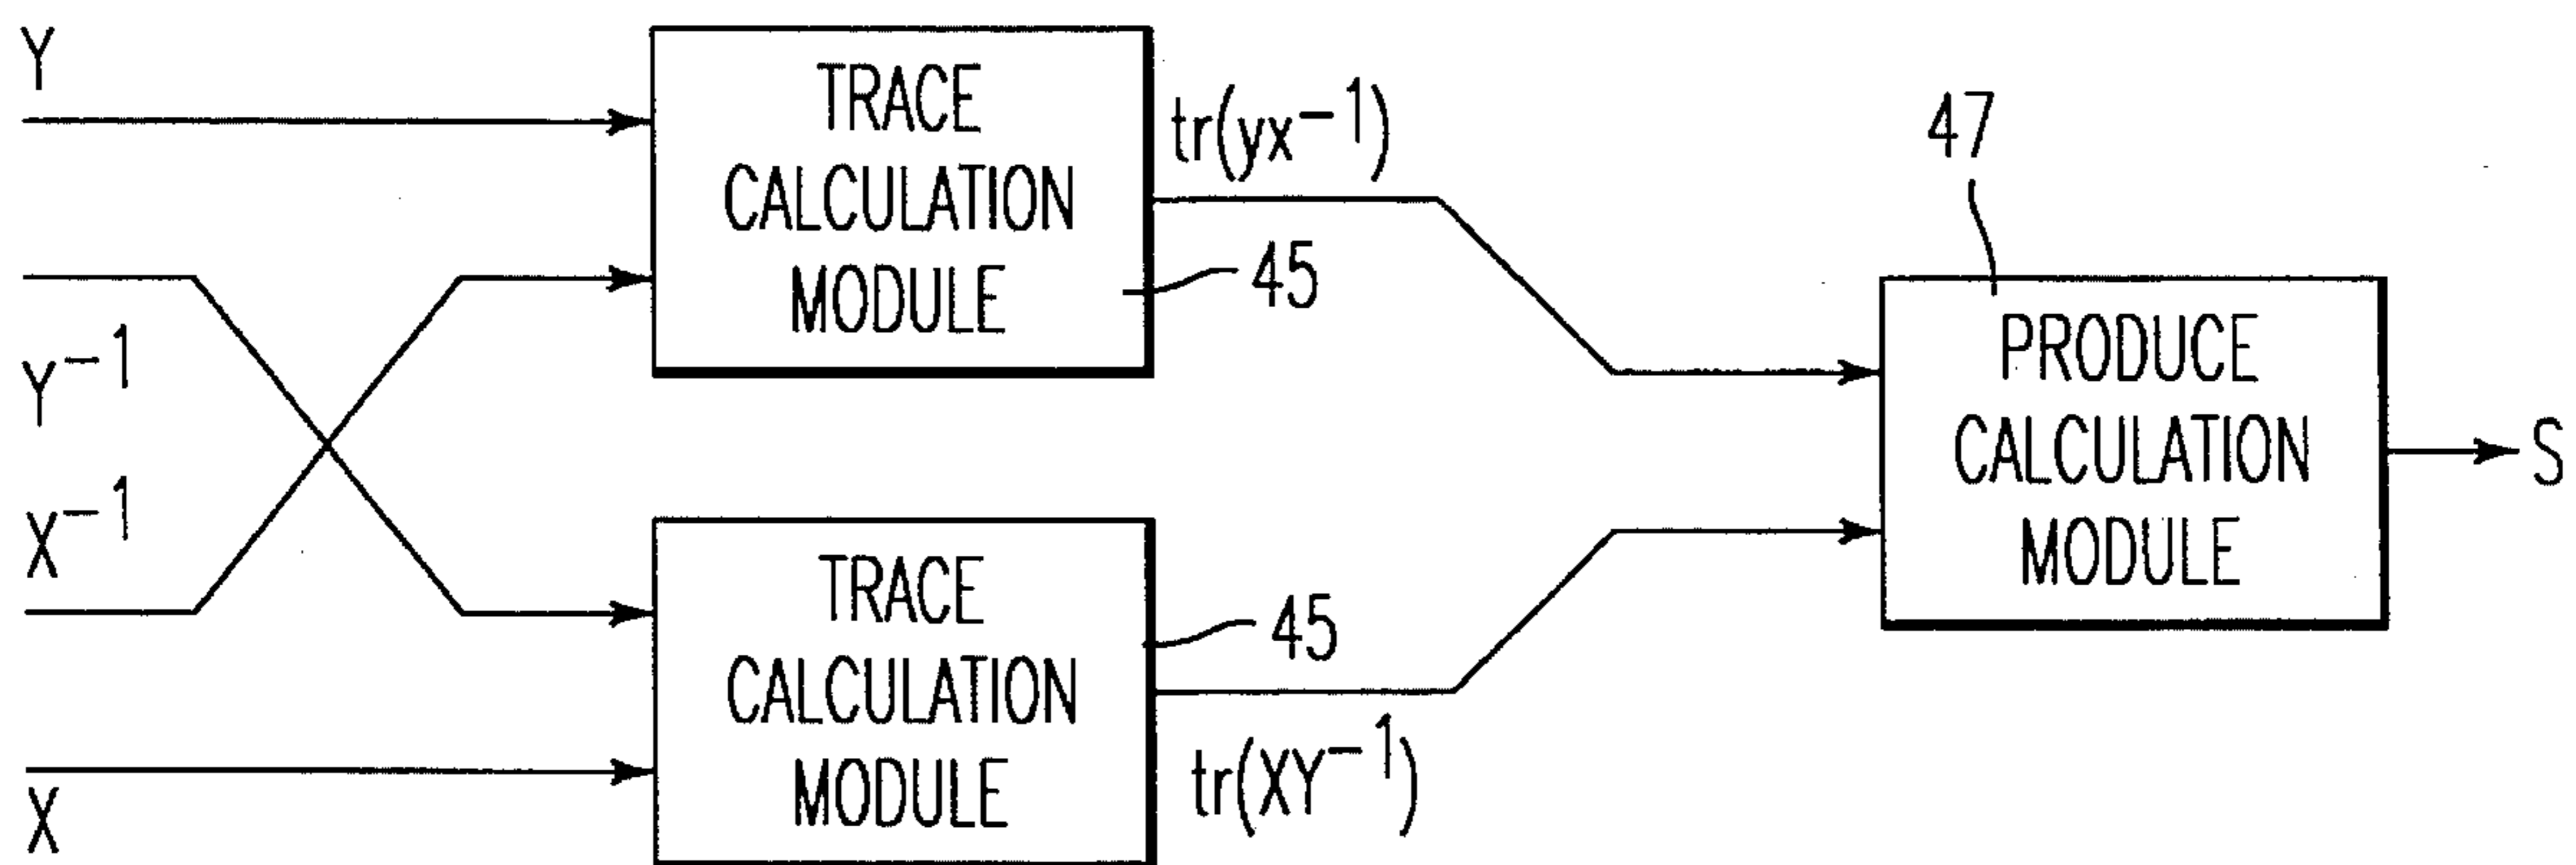 Y
Y⁻¹
X⁻¹
X
TRACE
CALCULATION
MODULE
45
tr(yx⁻¹)
TRACE
CALCULATION
MODULE
45
tr(XY⁻¹)
47
PRODUCE
CALCULATION
MODULE
S